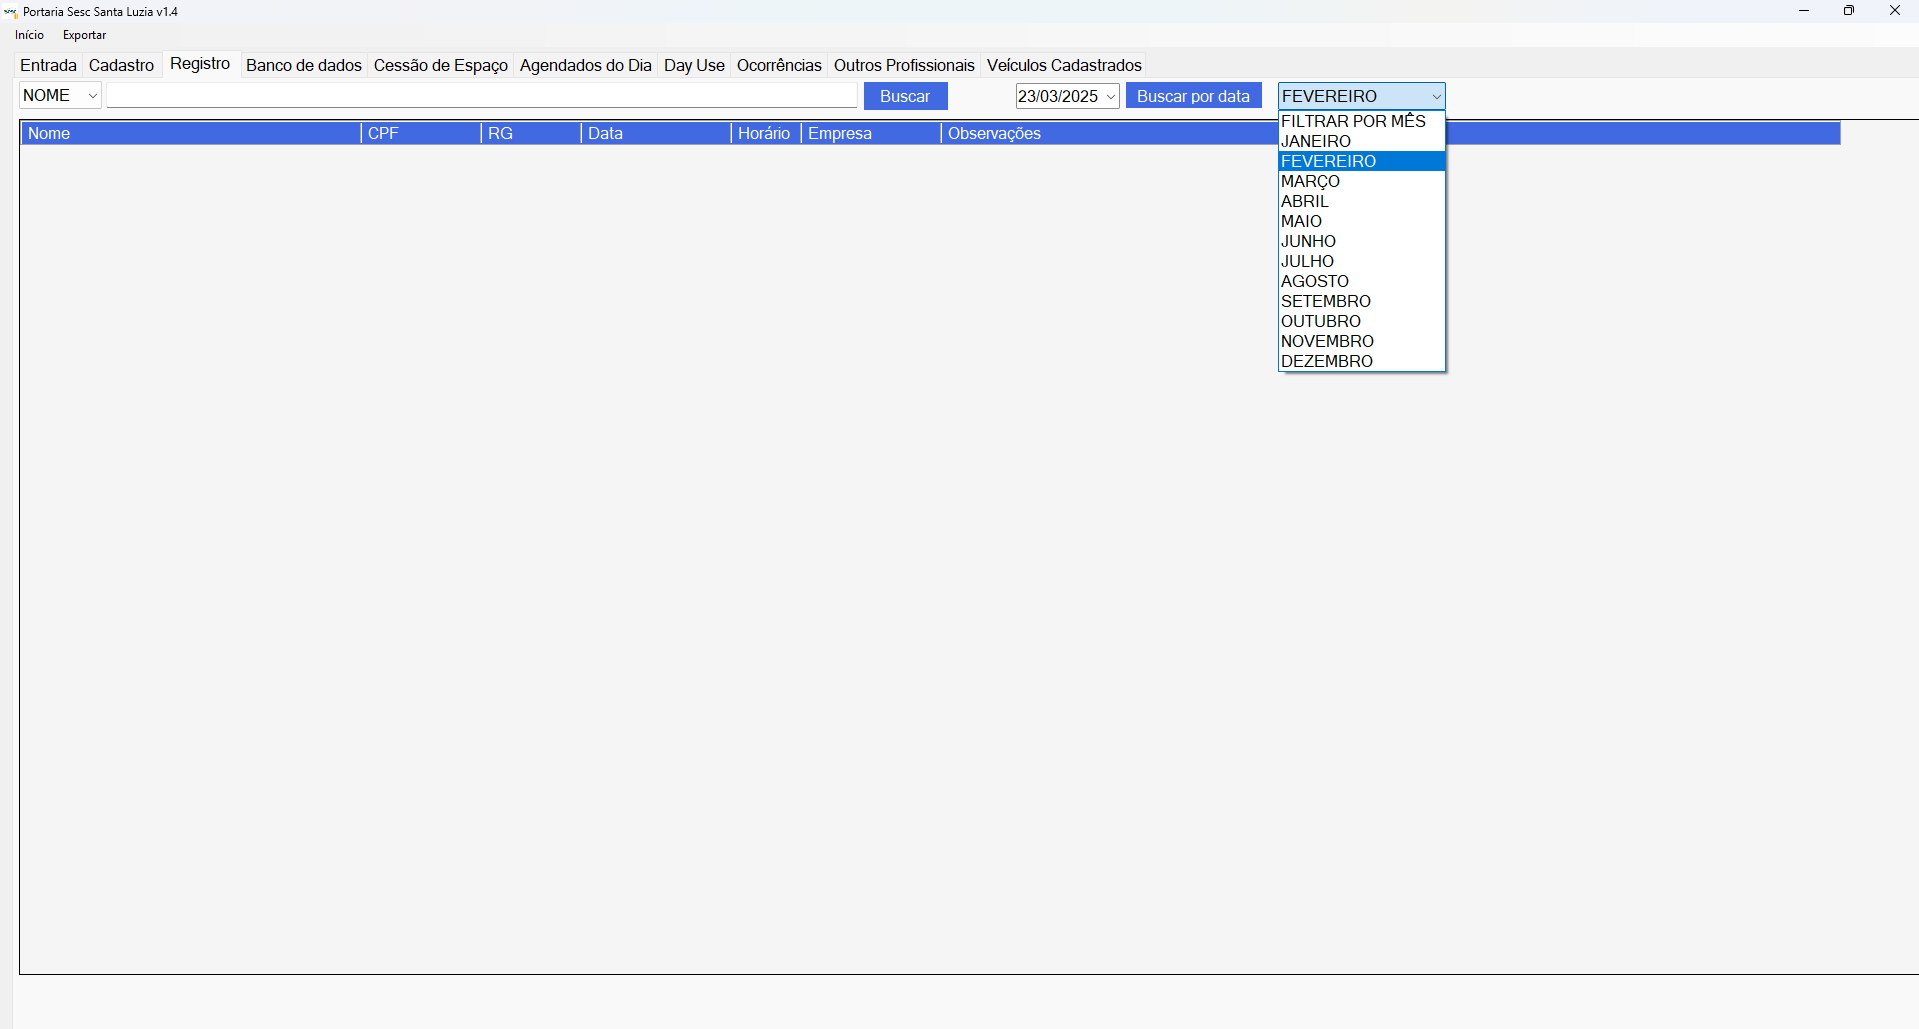 Portaria Sesc Santa Luzia v1.4
Início Exportar
Entrada Cadastro Registro Banco de dados Cessão de Espaço Agendados do Dia Day Use Ocorrências Outros Profissionais Veículos Cadastrados
NOME Buscar 23/03/2025 Buscar por data FEVEREIRO
Nome CPF RG Data Horário Empresa Observações
FILTRAR POR MÊS
JANEIRO
FEVEREIRO
MARÇO
ABRIL
MAIO
JUNHO
JULHO
AGOSTO
SETEMBRO
OUTUBRO
NOVEMBRO
DEZEMBRO